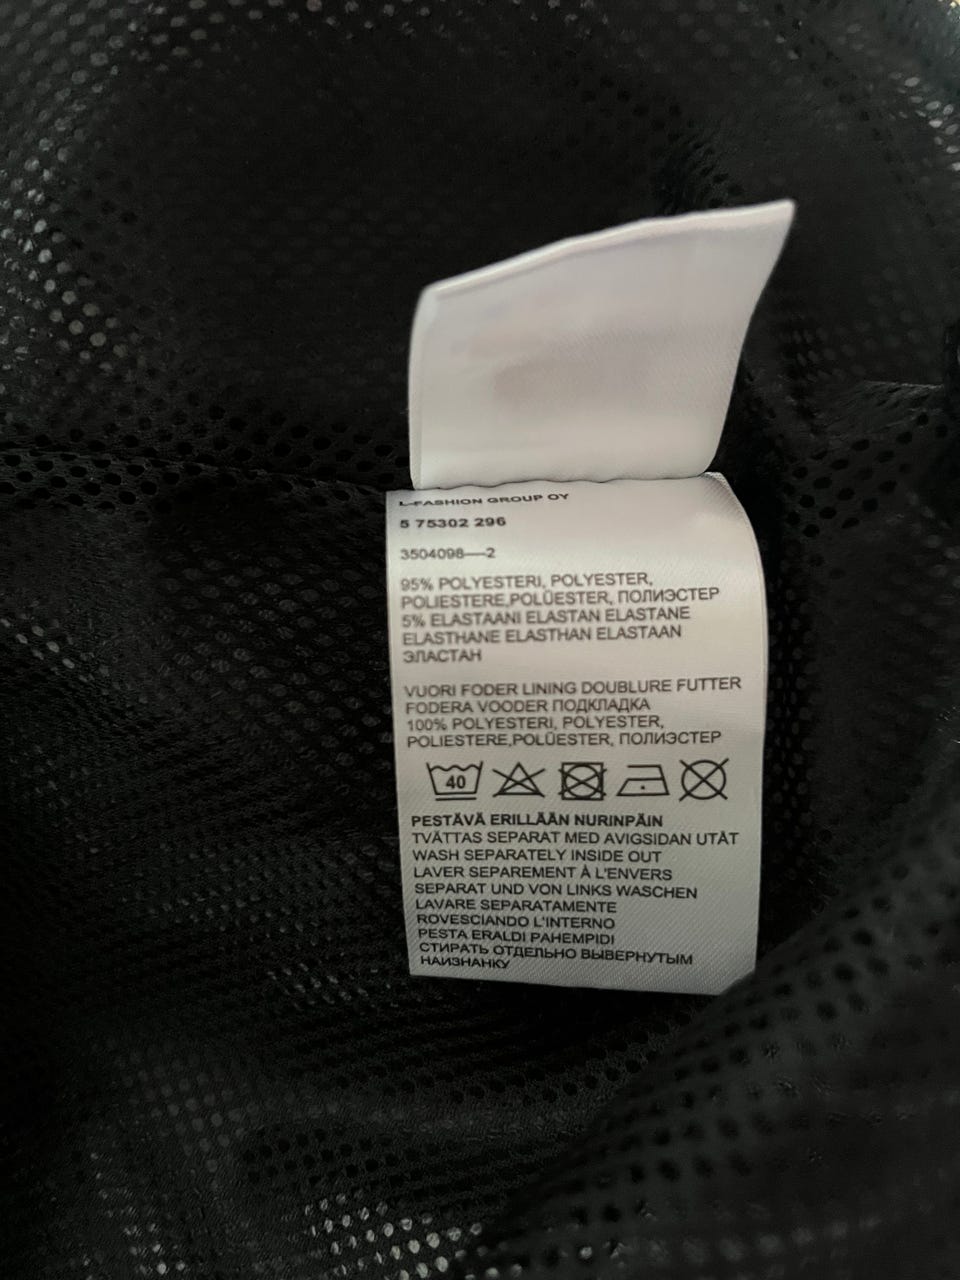 L-FASHION GROUP OY
5 75302 296
3504098—-2
95% POLYESTERI, POLYESTER,
POLIESTERE,POLÜESTER, ПОЛИЭСТЕР
5% ELASTAANI ELASTAN ELASTANE
ELASTHANE ELASTHAN ELASTAAN
ЭЛАСТАН
VUORI FODER LINING DOUBLURE FUTTER
FODERA VOODER ПОДКЛАДКА
100% POLYESTERI, POLYESTER,
POLIESTERE,POLÜESTER, ПОЛИЭСТЕР
40
PESTÄVÄ ERILLÄÄN NURINPÄIN
TVÄTTAS SEPARAT MED AVIGSIDAN UTÅT
WASH SEPARATELY INSIDE OUT
LAVER SEPAREMENT À L'ENVERS
SEPARAT UND VON LINKS WASCHEN
LAVARE SEPARATAMENTE
ROVESCIANDO L'INTERNO
PESTA ERALDI PAHEMPIDI
СТИРАТЬ ОТДЕЛЬНО ВЫВЕРНУТЫМ
НАИЗНАНКУ